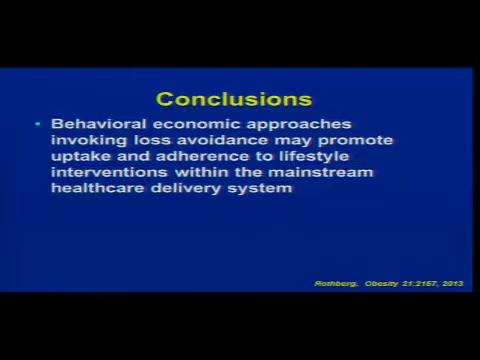 Conclusions
• Behavioral economic approaches
invoking loss avoidance may promote
uptake and adherence to lifestyle
interventions within the mainstream
healthcare delivery system
Rothberg. Obesity 21:2157, 2013